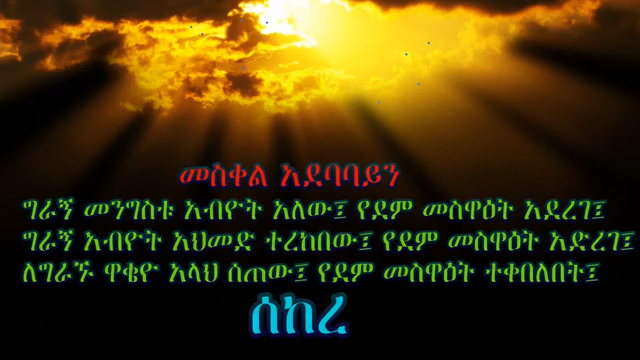 መስቀል አደባባይን
ግራኝ መንግስቱ አብዮት አለው፤ የደም መስዋዕት አደረገ፤
ግራኝ አብዮት አህመድ ተረከበው፤ የደም መስዋዕት አድረገ፤
ለግራኙ ዋቄዮ አላህ ሰጠው፤ የደም መስዋዕት ተቀበለበት፤
ሰከረ